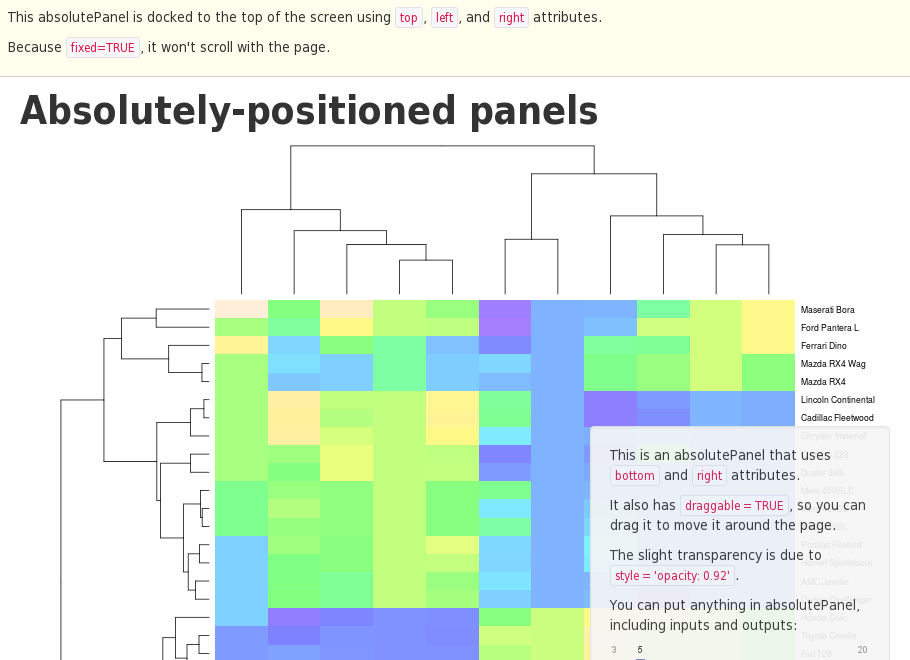 This absolutePanel is docked to the top of the screen using top, left, and right attributes.
Because fixed=TRUE, it won't scroll with the page.
Absolutely-positioned panels
Maserati Bora
Ford Pantera L
Ferrari Dino
Mazda RX4 Wag
Mazda RX4
Lincoln Continental
Cadillac Fleetwood
Chrysler Imperial
Duster 360
Merc 450SLC
Pontiac Firebird
Hornet Sportabout
AMC Javelin
Honda Civic
Toyota Corolla
Fiat 128
This is an absolutePanel that uses
bottom and right attributes.
It also has draggable = TRUE, so you can
drag it to move it around the page.
The slight transparency is due to
style = 'opacity: 0.92'.
You can put anything in absolutePanel,
including inputs and outputs:
3 5 20